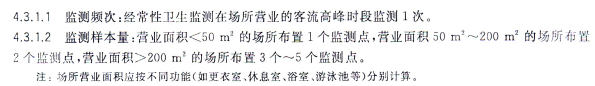 4.3.1.1 监测频次:经常性卫生监测在场所营业的客流高峰时段监测1次。
4.3.1.2 监测样本量:营业面积<50 m²的场所布置1个监测点,营业面积50 m²～200 m²的场所布置
2个监测点,营业面积>200 m²的场所布置3个～5个监测点。
注:场所营业面积应按不同功能(如更衣室、休息室、浴室、游泳池等)分别计算。